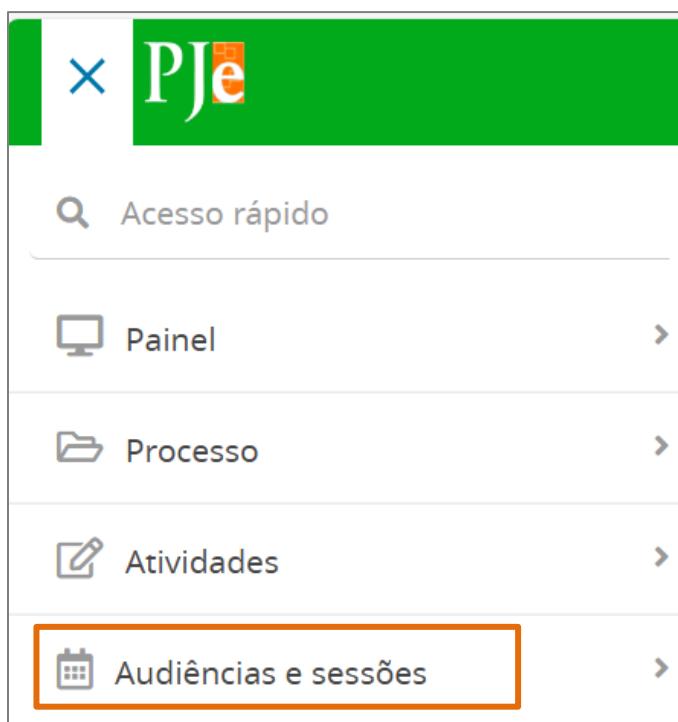 PJe
Acesso rápido
Painel
Processo
Atividades
Audiências e sessões